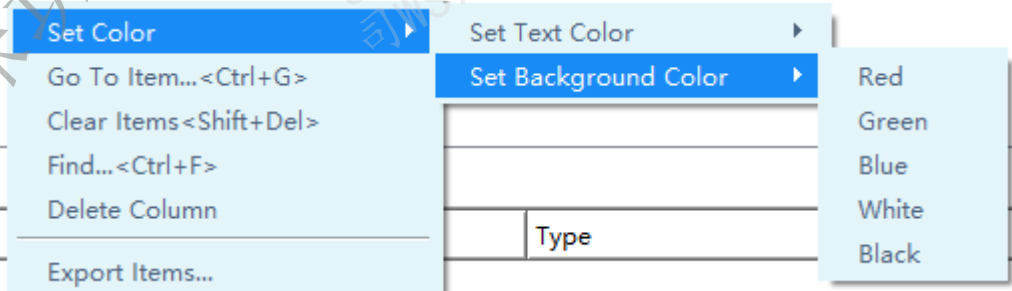 Set Color
Go To Item...<Ctrl+G>
Clear Items<Shift+Del>
Find...<Ctrl+F>
Delete Column
Export Items...
Set Text Color
Set Background Color
Red
Green
Blue
White
Black
Type